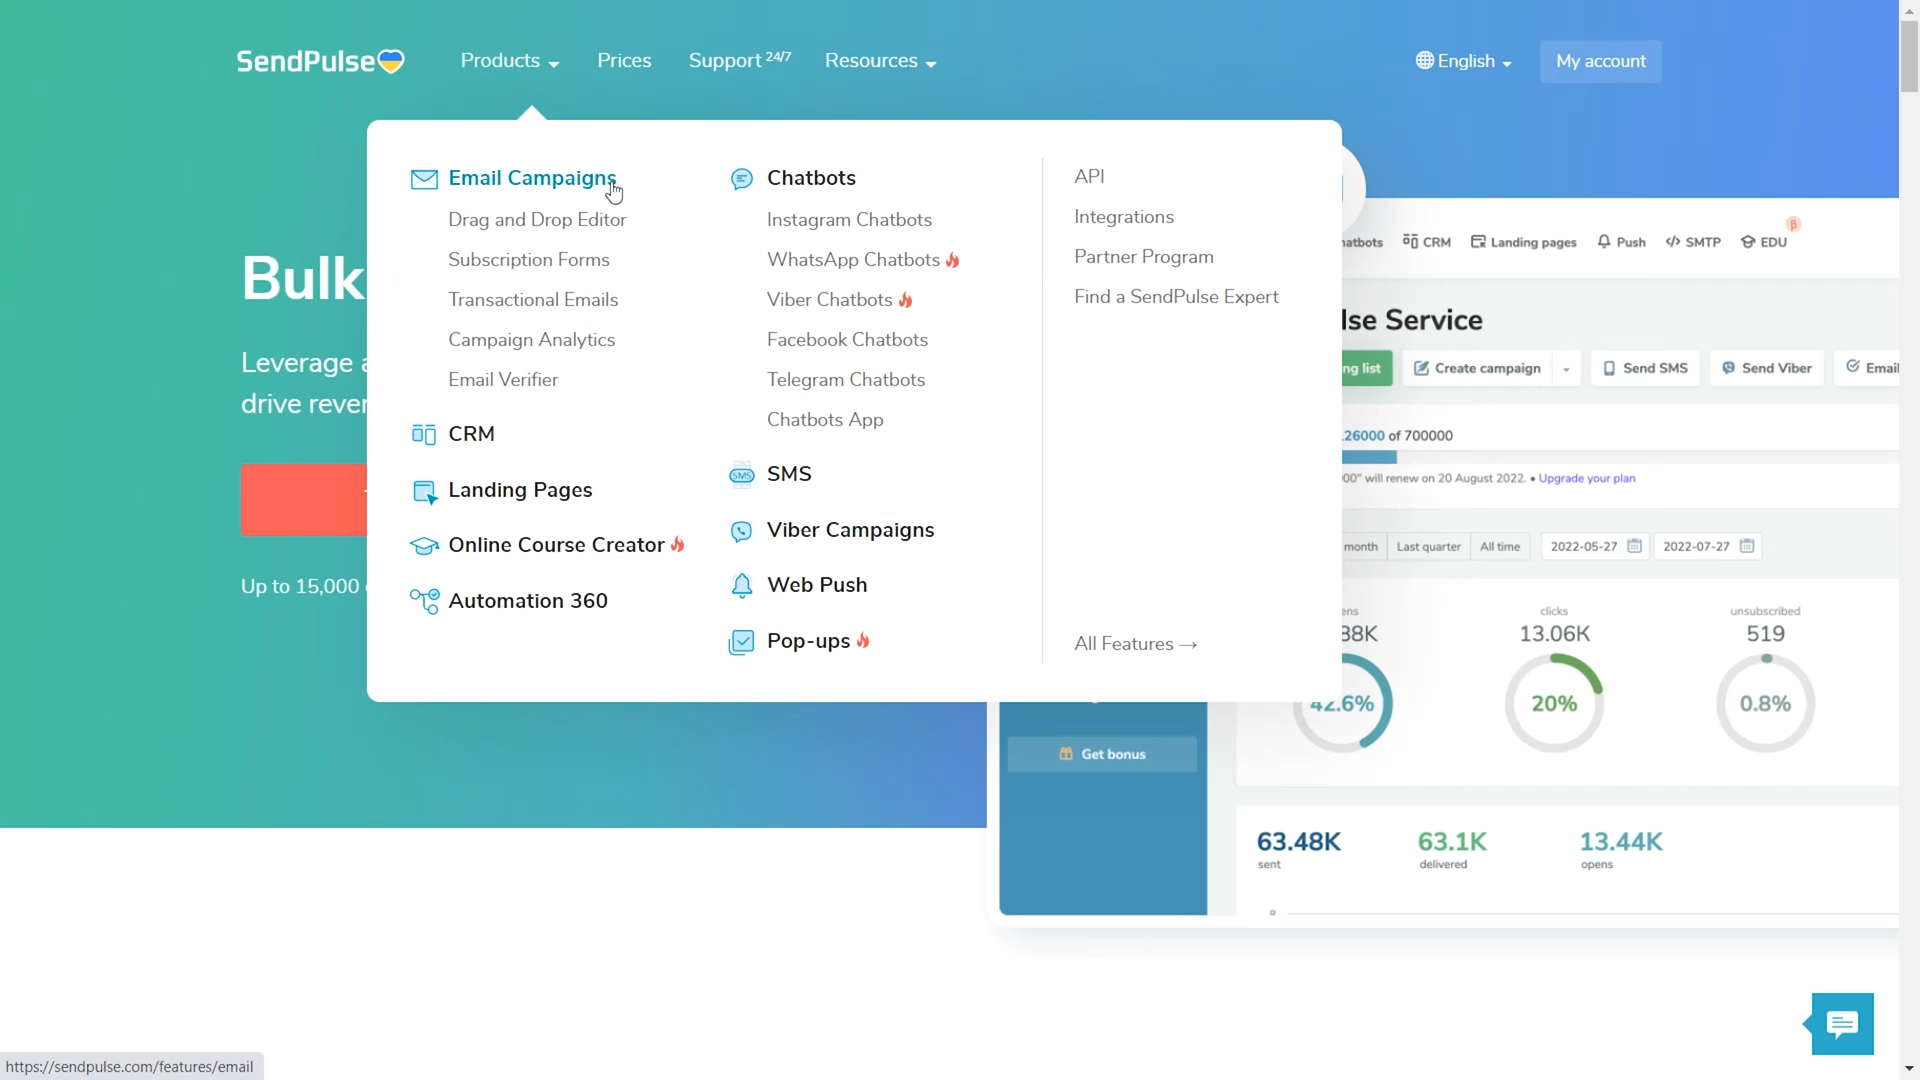 SendPulse
Products
Prices
Support 24/7
Resources
English
My account
Email Campaigns
Drag and Drop Editor
Subscription Forms
Transactional Emails
Campaign Analytics
Email Verifier
CRM
Landing Pages
Online Course Creator
Automation 360
Chatbots
Instagram Chatbots
WhatsApp Chatbots
Viber Chatbots
Facebook Chatbots
Telegram Chatbots
Chatbots App
SMS
SMS
Viber Campaigns
Web Push
Pop-ups
API
Integrations
Partner Program
Find a SendPulse Expert
All Features →
Bulk
Leverage
drive rever
Up to 15,000
atbots
CRM
Landing pages
Push
</> SMTP
EDU
β
lse Service
ng list
Create campaign
Send SMS
Send Viber
Email
26000 of 700000
00" will renew on 20 August 2022. • Upgrade your plan
month
Last quarter
All time
2022-05-27
2022-07-27
ens
38K
42.6%
clicks
13.06K
20%
unsubscribed
519
0.8%
Get bonus
63.48K
sent
63.1K
delivered
13.44K
opens
https://sendpulse.com/features/email